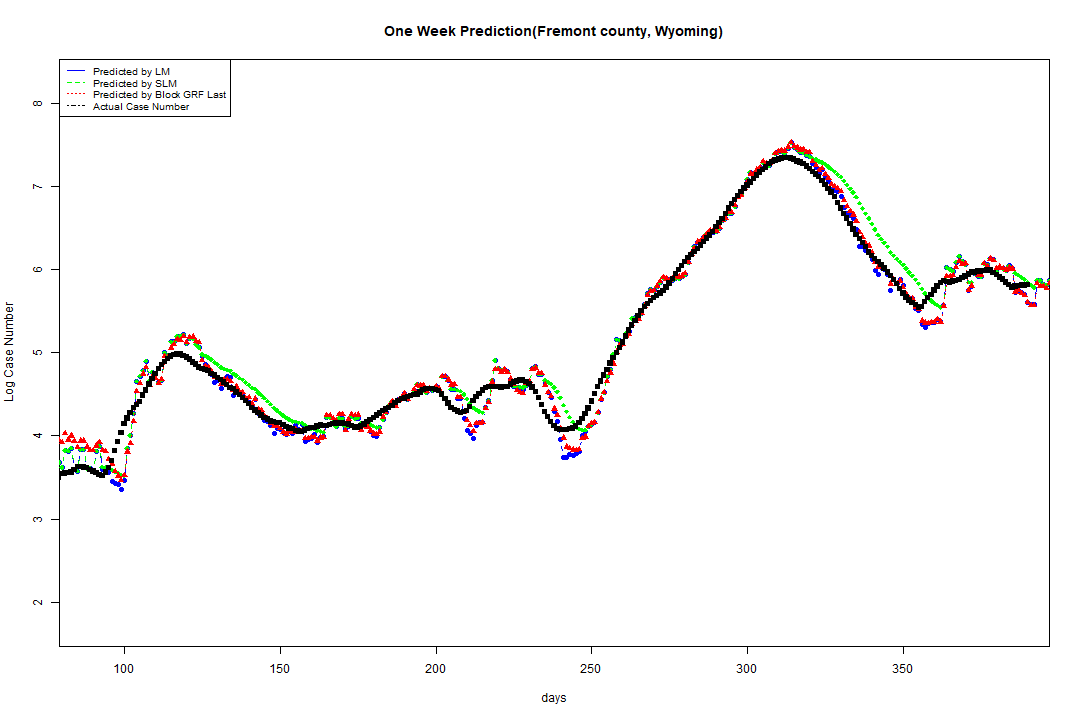 One Week Prediction(Fremont county, Wyoming)
Predicted by LM
Predicted by SLM
Predicted by Block GRF Last
Actual Case Number
8
7
6
5
4
3
2
Log Case Number
100 150 200 250 300 350
days